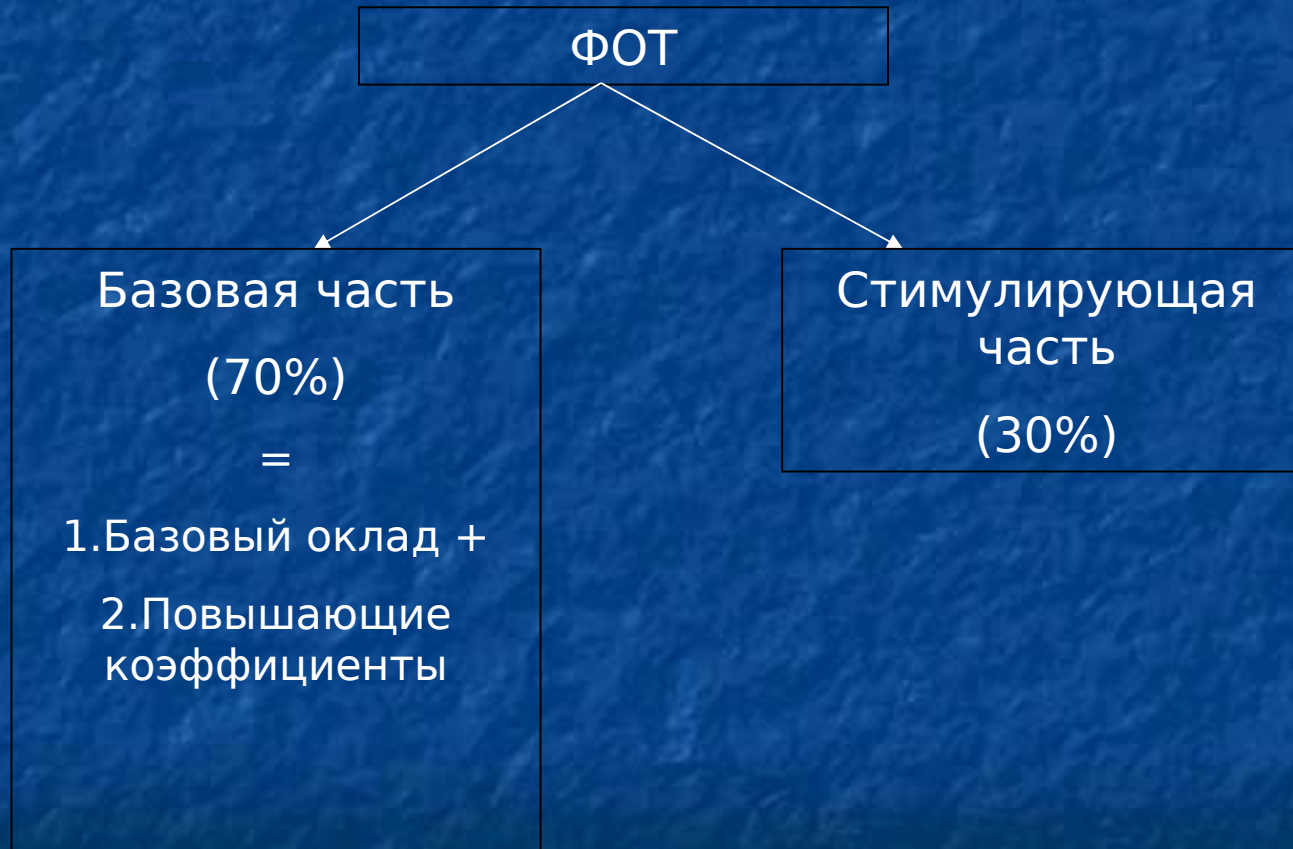 ФОТ
Базовая часть
(70%)
=
1.Базовый оклад +
2.Повышающие
коэффициенты
Стимулирующая
часть
(30%)